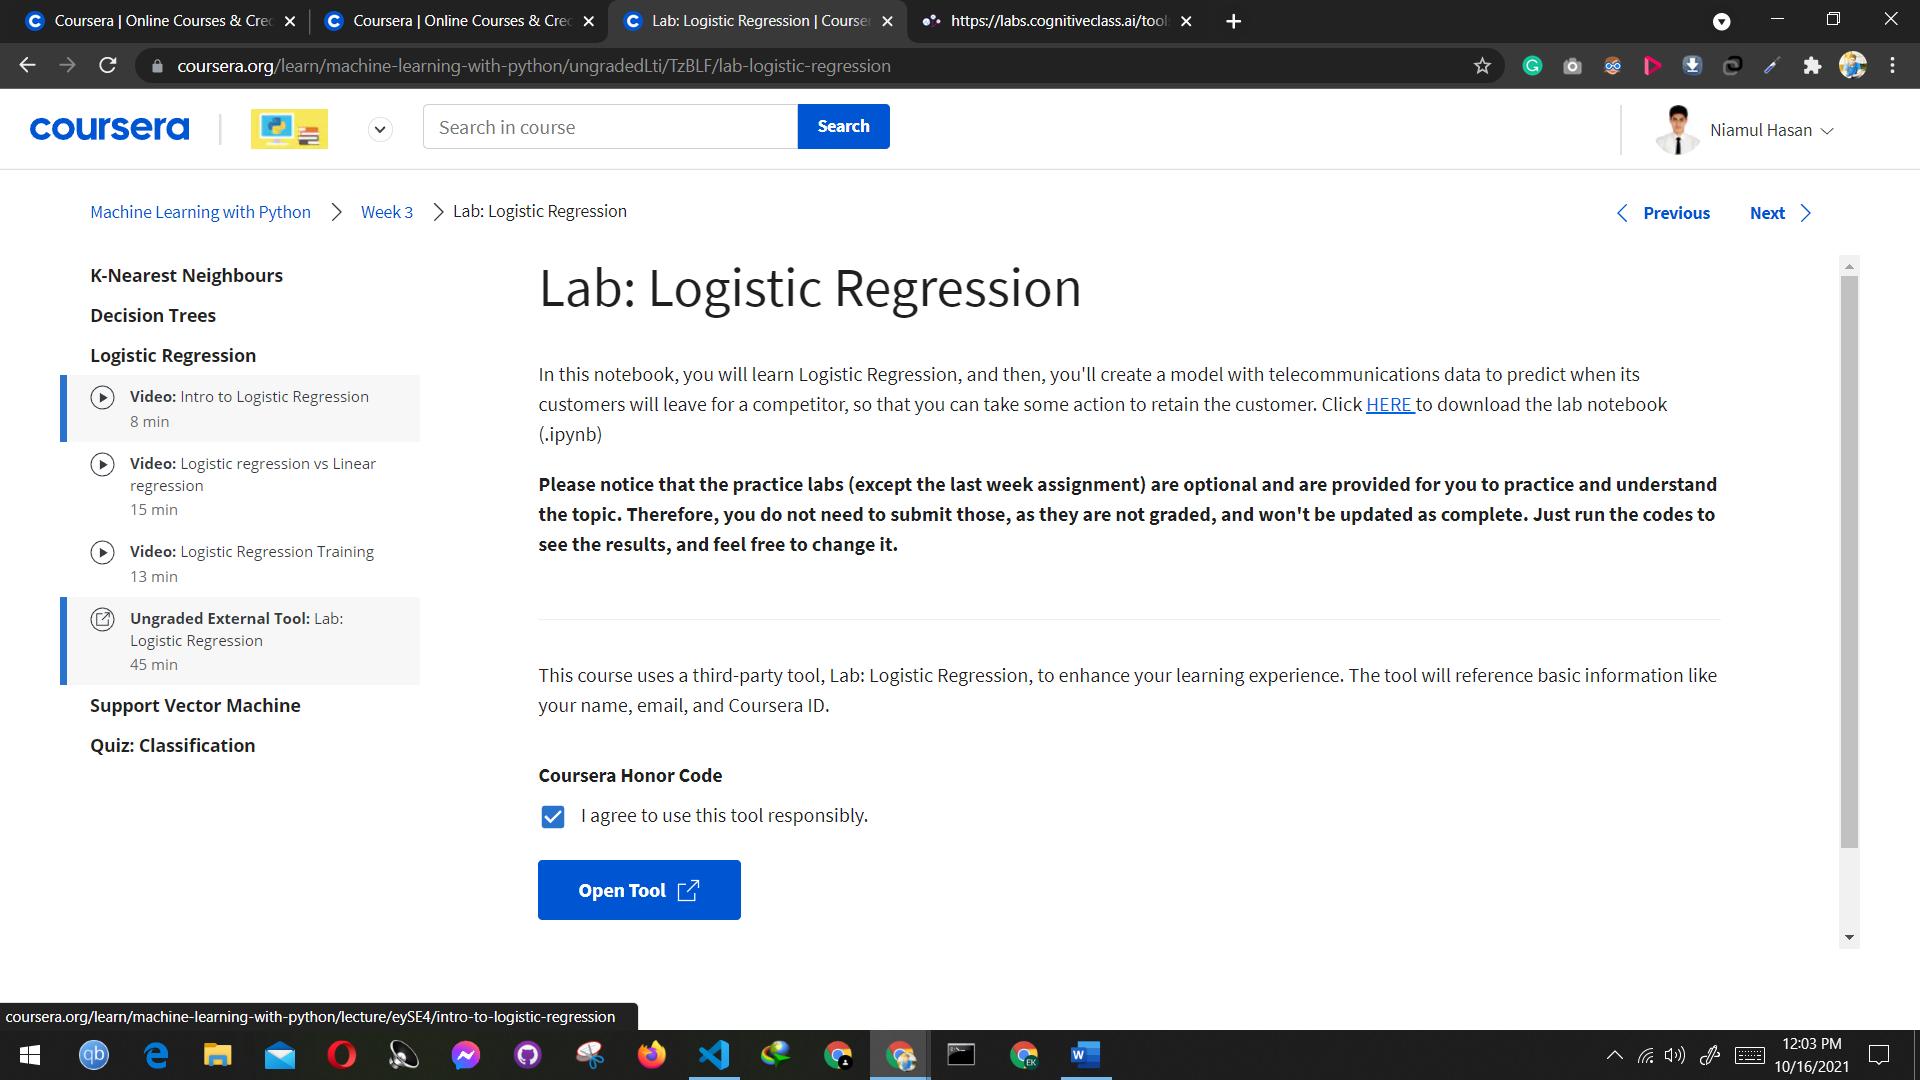 Coursera | Online Courses & Cre
Coursera | Online Courses & Cre
Lab: Logistic Regression | Course
https://labs.cognitiveclass.ai/tool
coursera.org/learn/machine-learning-with-python/ungradedLti/TzBLF/lab-logistic-regression
coursera
Search in course
Search
Niamul Hasan
Machine Learning with Python
Week 3
Lab: Logistic Regression
Previous
Next
K-Nearest Neighbours
Decision Trees
Logistic Regression
Video: Intro to Logistic Regression
8 min
Video: Logistic regression vs Linear
regression
15 min
Video: Logistic Regression Training
13 min
Ungraded External Tool: Lab:
Logistic Regression
45 min
Support Vector Machine
Quiz: Classification
Lab: Logistic Regression
In this notebook, you will learn Logistic Regression, and then, you'll create a model with telecommunications data to predict when its
customers will leave for a competitor, so that you can take some action to retain the customer. Click HERE to download the lab notebook
(.ipynb)
Please notice that the practice labs (except the last week assignment) are optional and are provided for you to practice and understand
the topic. Therefore, you do not need to submit those, as they are not graded, and won't be updated as complete. Just run the codes to
see the results, and feel free to change it.
This course uses a third-party tool, Lab: Logistic Regression, to enhance your learning experience. The tool will reference basic information like
your name, email, and Coursera ID.
Coursera Honor Code
I agree to use this tool responsibly.
Open Tool
coursera.org/learn/machine-learning-with-python/lecture/eySE4/intro-to-logistic-regression
qb
EK
W
12:03 PM
10/16/2021